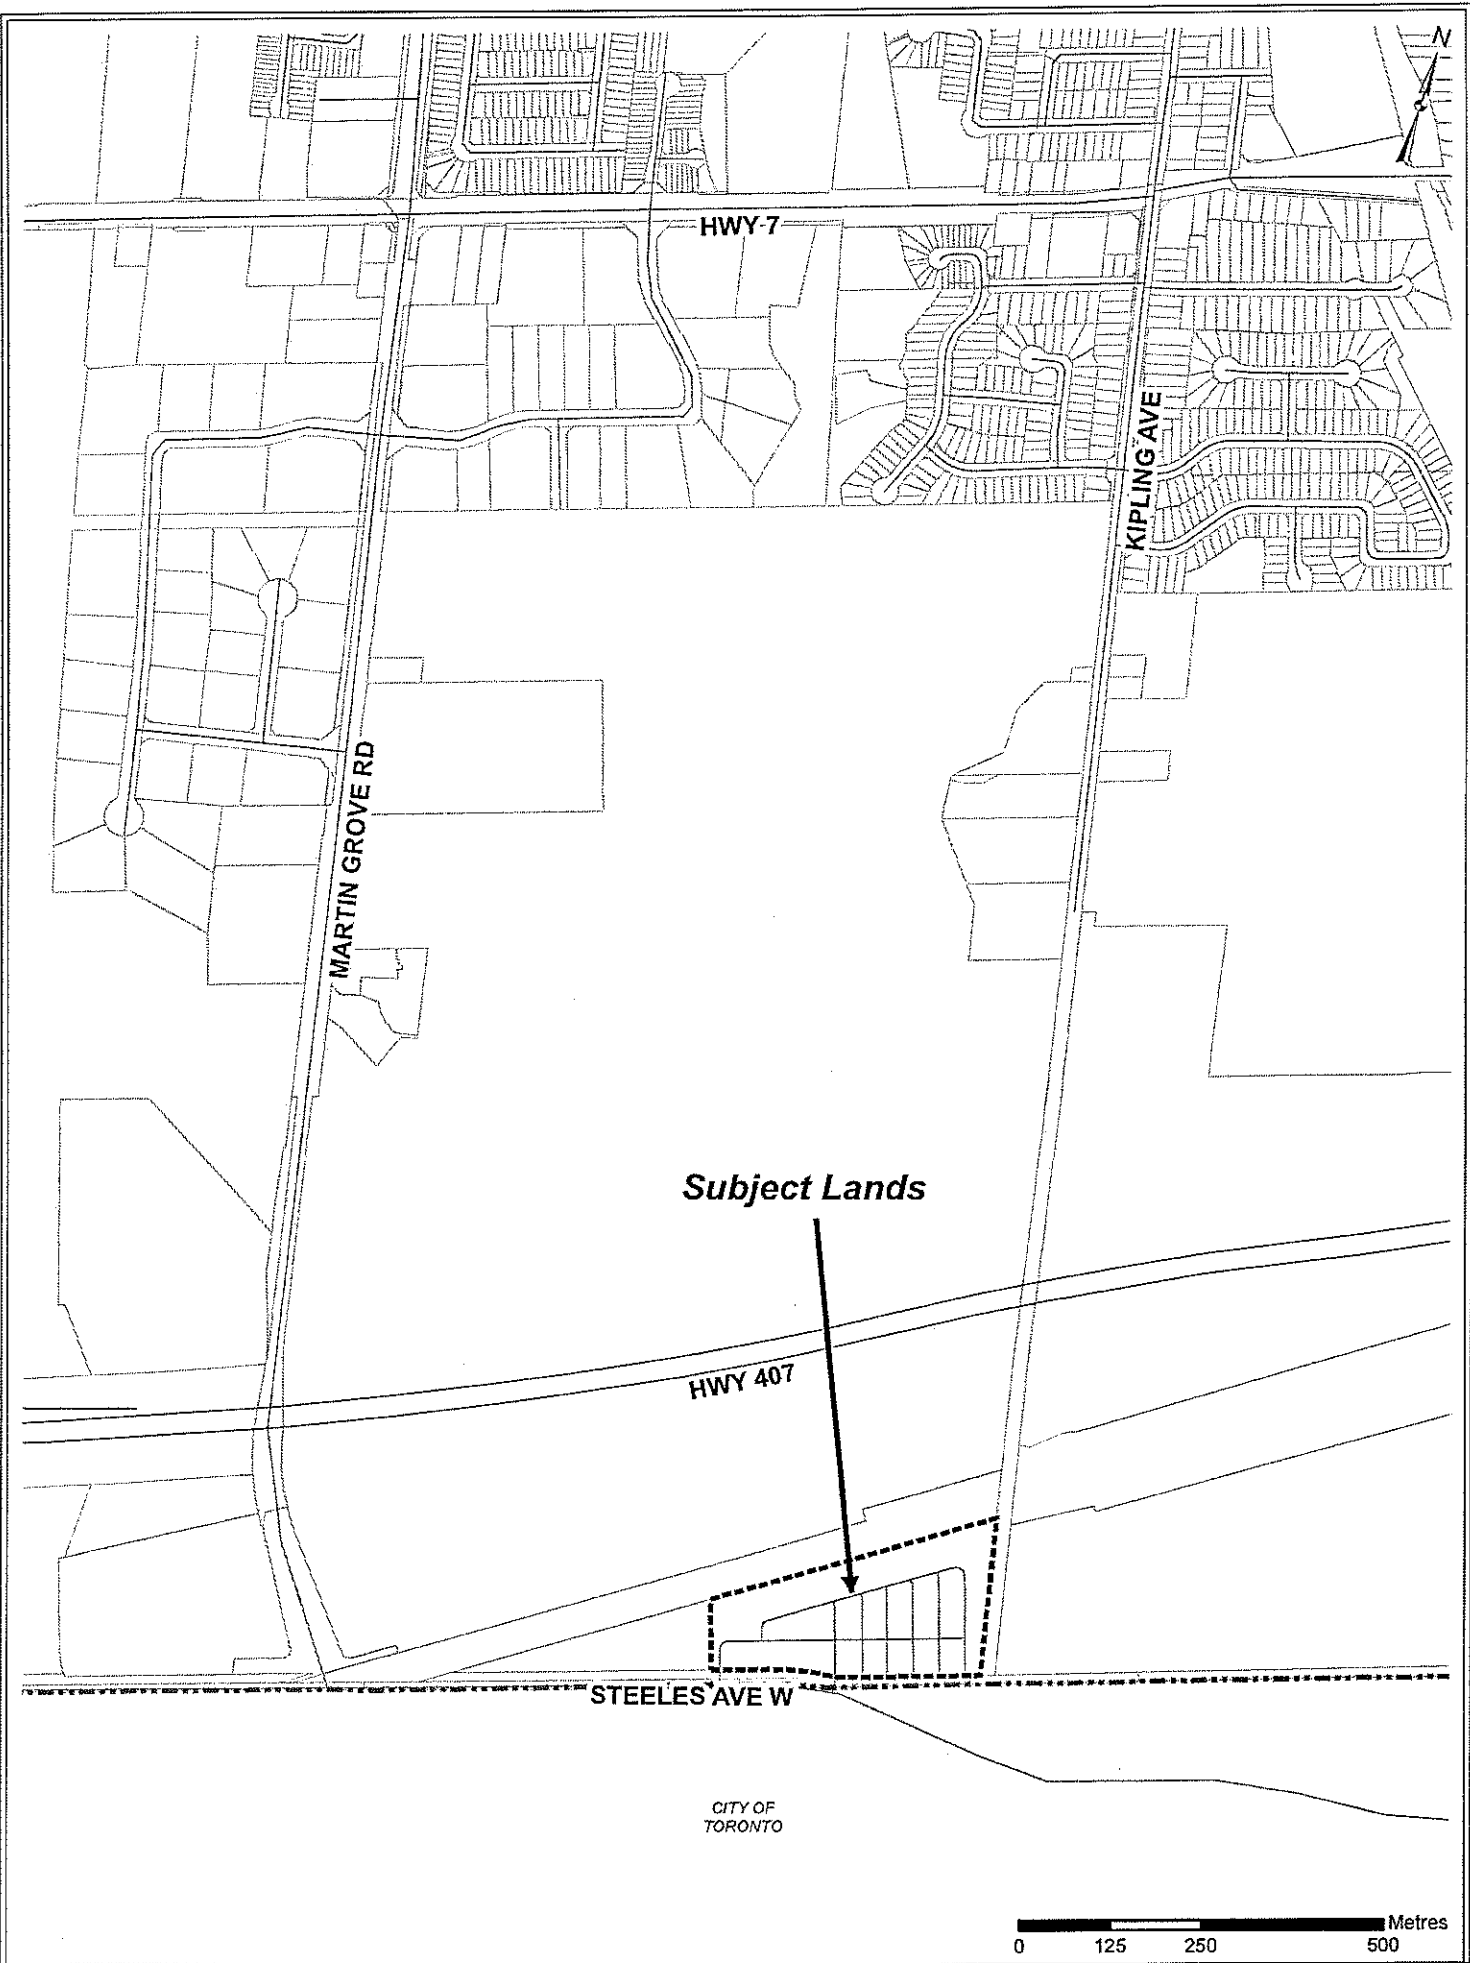 N
HWY 7
KIPLING AVE
MARTIN GROVE RD
Subject Lands
HWY 407
STEELES AVE W
CITY OF
TORONTO
Metres
0 125 250 500